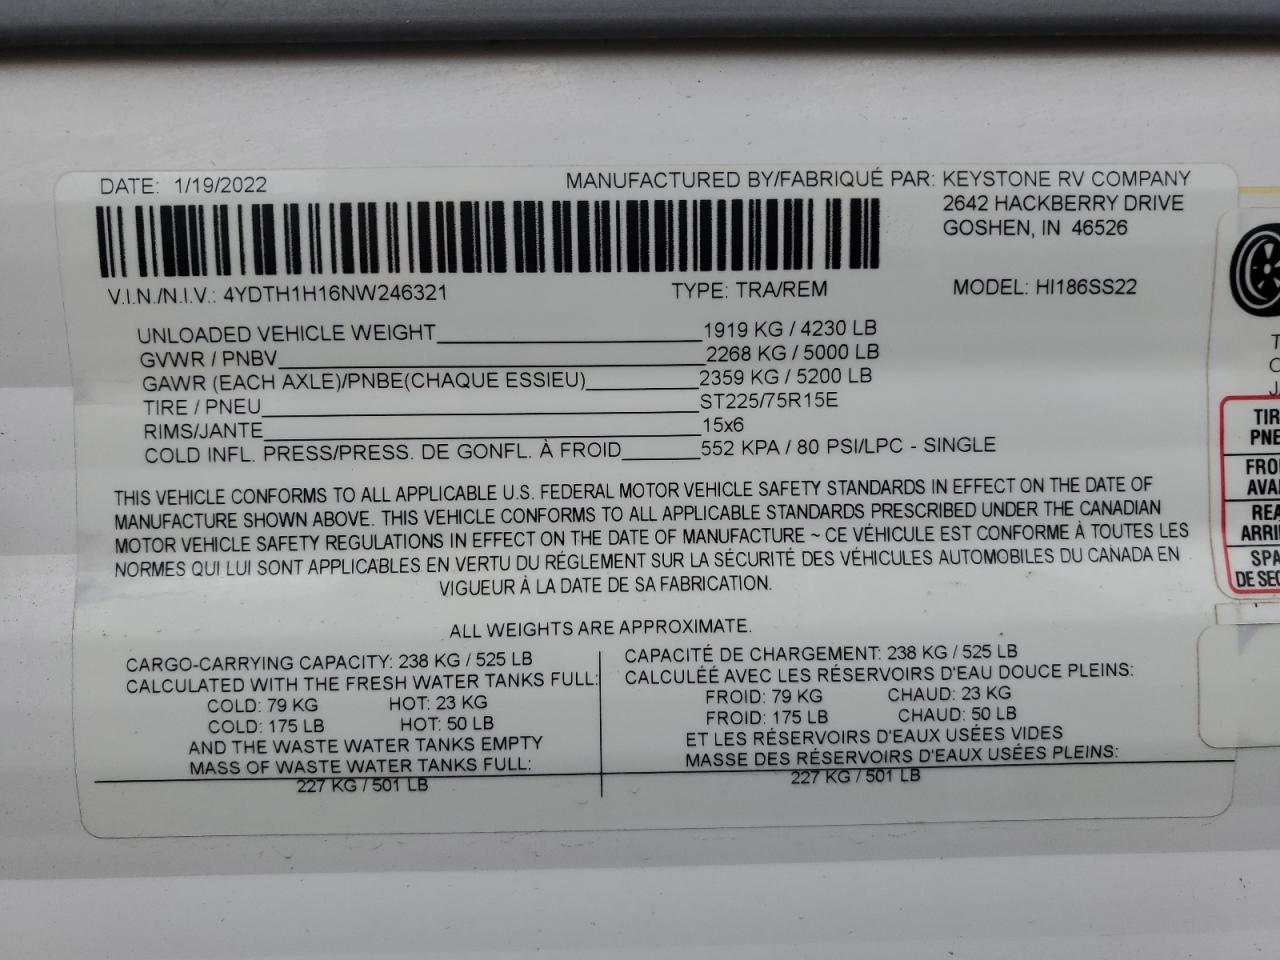 DATE: 1/19/2022
MANUFACTURED BY/FABRIQUÉ PAR: KEYSTONE RV COMPANY
2642 HACKBERRY DRIVE
GOSHEN, IN 46526
V.I.N./N.I.V.: 4YDTH1H16NW246321 TYPE: TRA/REM MODEL: HI186SS22
UNLOADED VEHICLE WEIGHT 1919 KG / 4230 LB
GVWR / PNBV 2268 KG / 5000 LB
GAWR (EACH AXLE)/PNBE(CHAQUE ESSIEU) 2359 KG / 5200 LB
TIRE / PNEU ST225/75R15E
RIMS/JANTE 15x6
COLD INFL. PRESS/PRESS. DE GONFL. À FROID 552 KPA / 80 PSI/LPC - SINGLE
THIS VEHICLE CONFORMS TO ALL APPLICABLE U.S. FEDERAL MOTOR VEHICLE SAFETY STANDARDS IN EFFECT ON THE DATE OF
MANUFACTURE SHOWN ABOVE. THIS VEHICLE CONFORMS TO ALL APPLICABLE STANDARDS PRESCRIBED UNDER THE CANADIAN
MOTOR VEHICLE SAFETY REGULATIONS IN EFFECT ON THE DATE OF MANUFACTURE ~ CE VÉHICULE EST CONFORME À TOUTES LES
NORMES QUI LUI SONT APPLICABLES EN VERTU DU RÉGLEMENT SUR LA SÉCURITÉ DES VÉHICULES AUTOMOBILES DU CANADA EN
VIGUEUR À LA DATE DE SA FABRICATION.
ALL WEIGHTS ARE APPROXIMATE.
CARGO-CARRYING CAPACITY: 238 KG / 525 LB
CALCULATED WITH THE FRESH WATER TANKS FULL:
COLD: 79 KG HOT: 23 KG
COLD: 175 LB HOT: 50 LB
AND THE WASTE WATER TANKS EMPTY
MASS OF WASTE WATER TANKS FULL:
227 KG / 501 LB
CAPACITÉ DE CHARGEMENT: 238 KG / 525 LB
CALCULÉE AVEC LES RÉSERVOIRS D'EAU DOUCE PLEINS:
FROID: 79 KG CHAUD: 23 KG
FROID: 175 LB CHAUD: 50 LB
ET LES RÉSERVOIRS D'EAUX USÉES VIDES
MASSE DES RÉSERVOIRS D'EAUX USÉES PLEINS:
227 KG / 501 LB